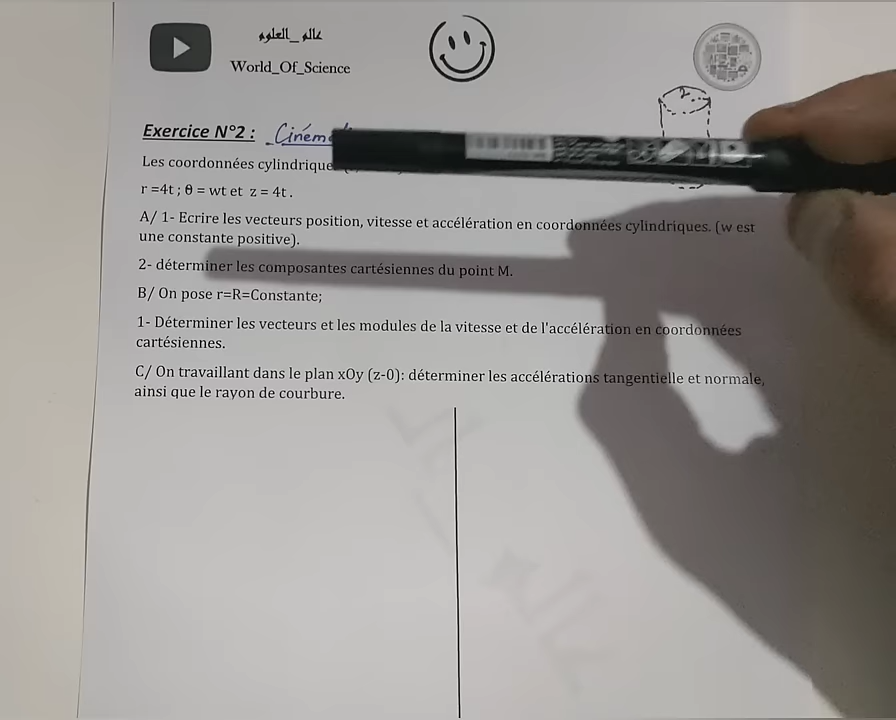 عالم_العلوم
World_Of_Science
2
Exercice N°2 : Ciném
Les coordonnées cylindrique
r =4t ; θ = wt et z = 4t .
A/ 1- Ecrire les vecteurs position, vitesse et accélération en coordonnées cylindriques. (w est
une constante positive).
2- déterminer les composantes cartésiennes du point M.
B/ On pose r=R=Constante;
1- Déterminer les vecteurs et les modules de la vitesse et de l'accélération en coordonnées
cartésiennes.
C/ On travaillant dans le plan xOy (z-0): déterminer les accélérations tangentielle et normale,
ainsi que le rayon de courbure.